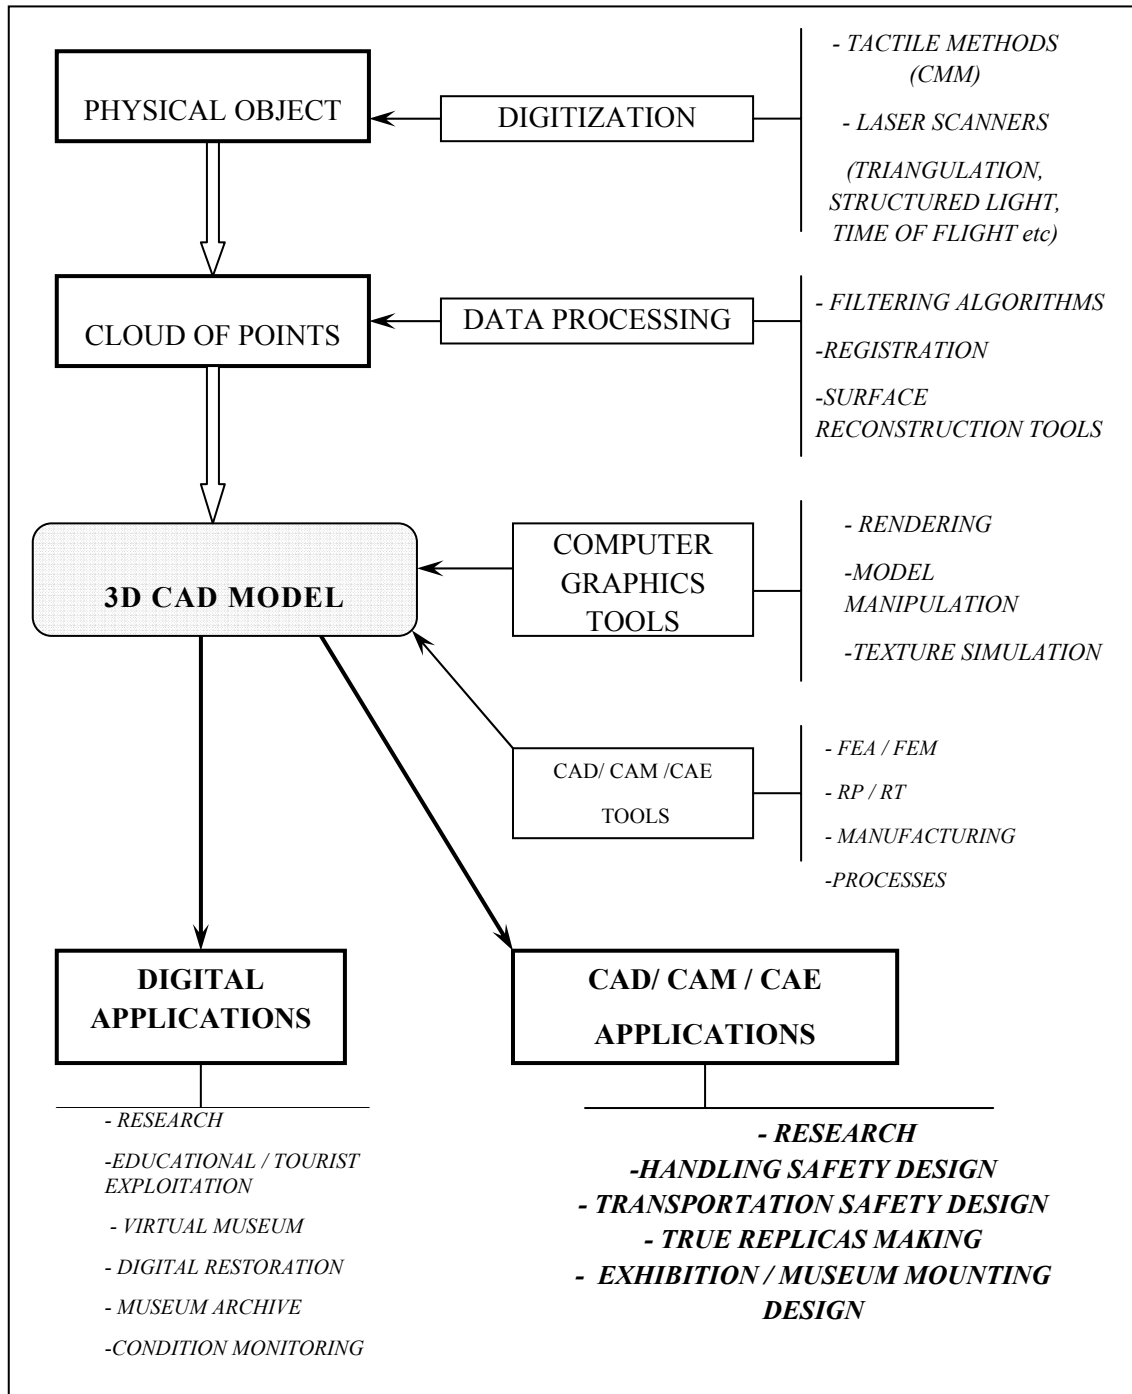 PHYSICAL OBJECT
DIGITIZATION
- TACTILE METHODS
(CMM)
- LASER SCANNERS
(TRIANGULATION,
STRUCTURED LIGHT,
TIME OF FLIGHT etc)
CLOUD OF POINTS
DATA PROCESSING
- FILTERING ALGORITHMS
-REGISTRATION
-SURFACE
RECONSTRUCTION TOOLS
3D CAD MODEL
COMPUTER
GRAPHICS
TOOLS
- RENDERING
-MODEL
MANIPULATION
-TEXTURE SIMULATION
CAD/ CAM /CAE
TOOLS
- FEA / FEM
- RP / RT
- MANUFACTURING
-PROCESSES
DIGITAL
APPLICATIONS
- RESEARCH
-EDUCATIONAL / TOURIST
EXPLOITATION
- VIRTUAL MUSEUM
- DIGITAL RESTORATION
- MUSEUM ARCHIVE
-CONDITION MONITORING
CAD/ CAM / CAE
APPLICATIONS
- RESEARCH
-HANDLING SAFETY DESIGN
- TRANSPORTATION SAFETY DESIGN
- TRUE REPLICAS MAKING
- EXHIBITION / MUSEUM MOUNTING
DESIGN